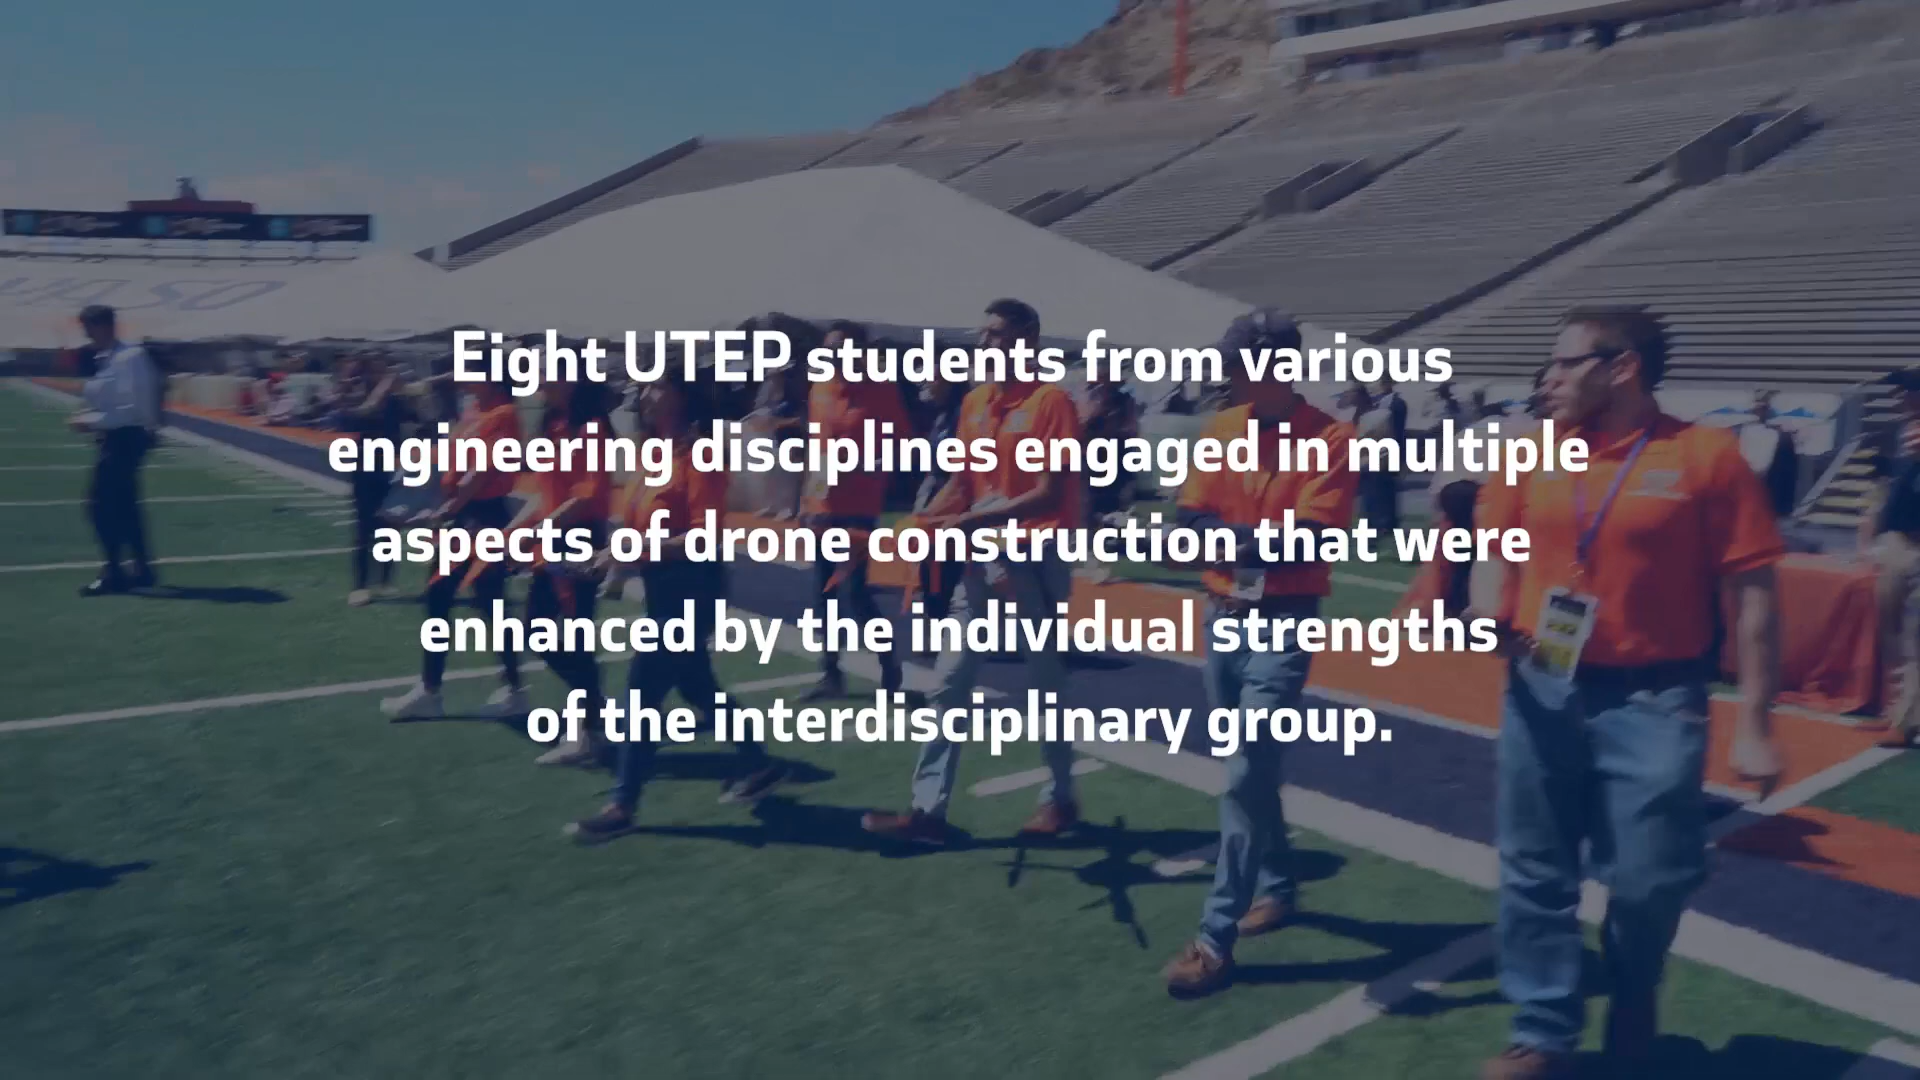 Eight UTEP students from various
engineering disciplines engaged in multiple
aspects of drone construction that were
enhanced by the individual strengths
of the interdisciplinary group.